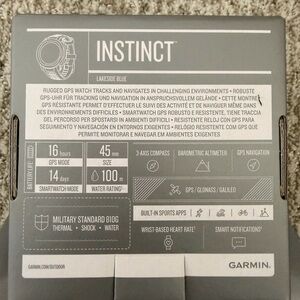 INSTINCT™
LAKESIDE BLUE
RUGGED GPS WATCH TRACKS AND NAVIGATES IN CHALLENGING ENVIRONMENTS • ROBUSTE
GPS-UHR FÜR TRACKING UND NAVIGATION IN ANSPRUCHSVOLLEM GELÄNDE • CETTE MONTRE
GPS RÉSISTANTE PERMET D'EFFECTUER LE SUIVI DES ACTIVITÉS ET DE NAVIGUER MÊME DANS
DES ENVIRONNEMENTS DIFFICILES • SMARTWATCH GPS ROBUSTO E RESISTENTE, TIENE TRACCIA
DEL PERCORSO PER SPOTICARLI IN AMBIENTI DIFFICILI • RESISTENTE RELOJ CON GPS PARA
SEGUIMIENTO Y NAVEGACIÓN EN ENTORNOS EXIGENTES • RELÓGIO RESISTENTE COM GPS QUE
PERMITE MONITORIZAR E NAVEGAR EM AMBIENTES EXIGENTES
BATTERY LIFE
16 hours
GPS MODE
45 mm
SIZE
14 days
SMARTWATCH MODE
100 m
WATER RATING
3-AXIS COMPASS
BAROMETRIC ALTIMETER
GPS NAVIGATION
GPS / GLONASS / GALILEO
MILITARY STANDARD 810G
THERMAL • SHOCK • WATER
BUILT-IN SPORTS APPS
WRIST-BASED HEART RATE
SMART NOTIFICATIONS
GARMIN.COM/OUTDOOR
GARMIN